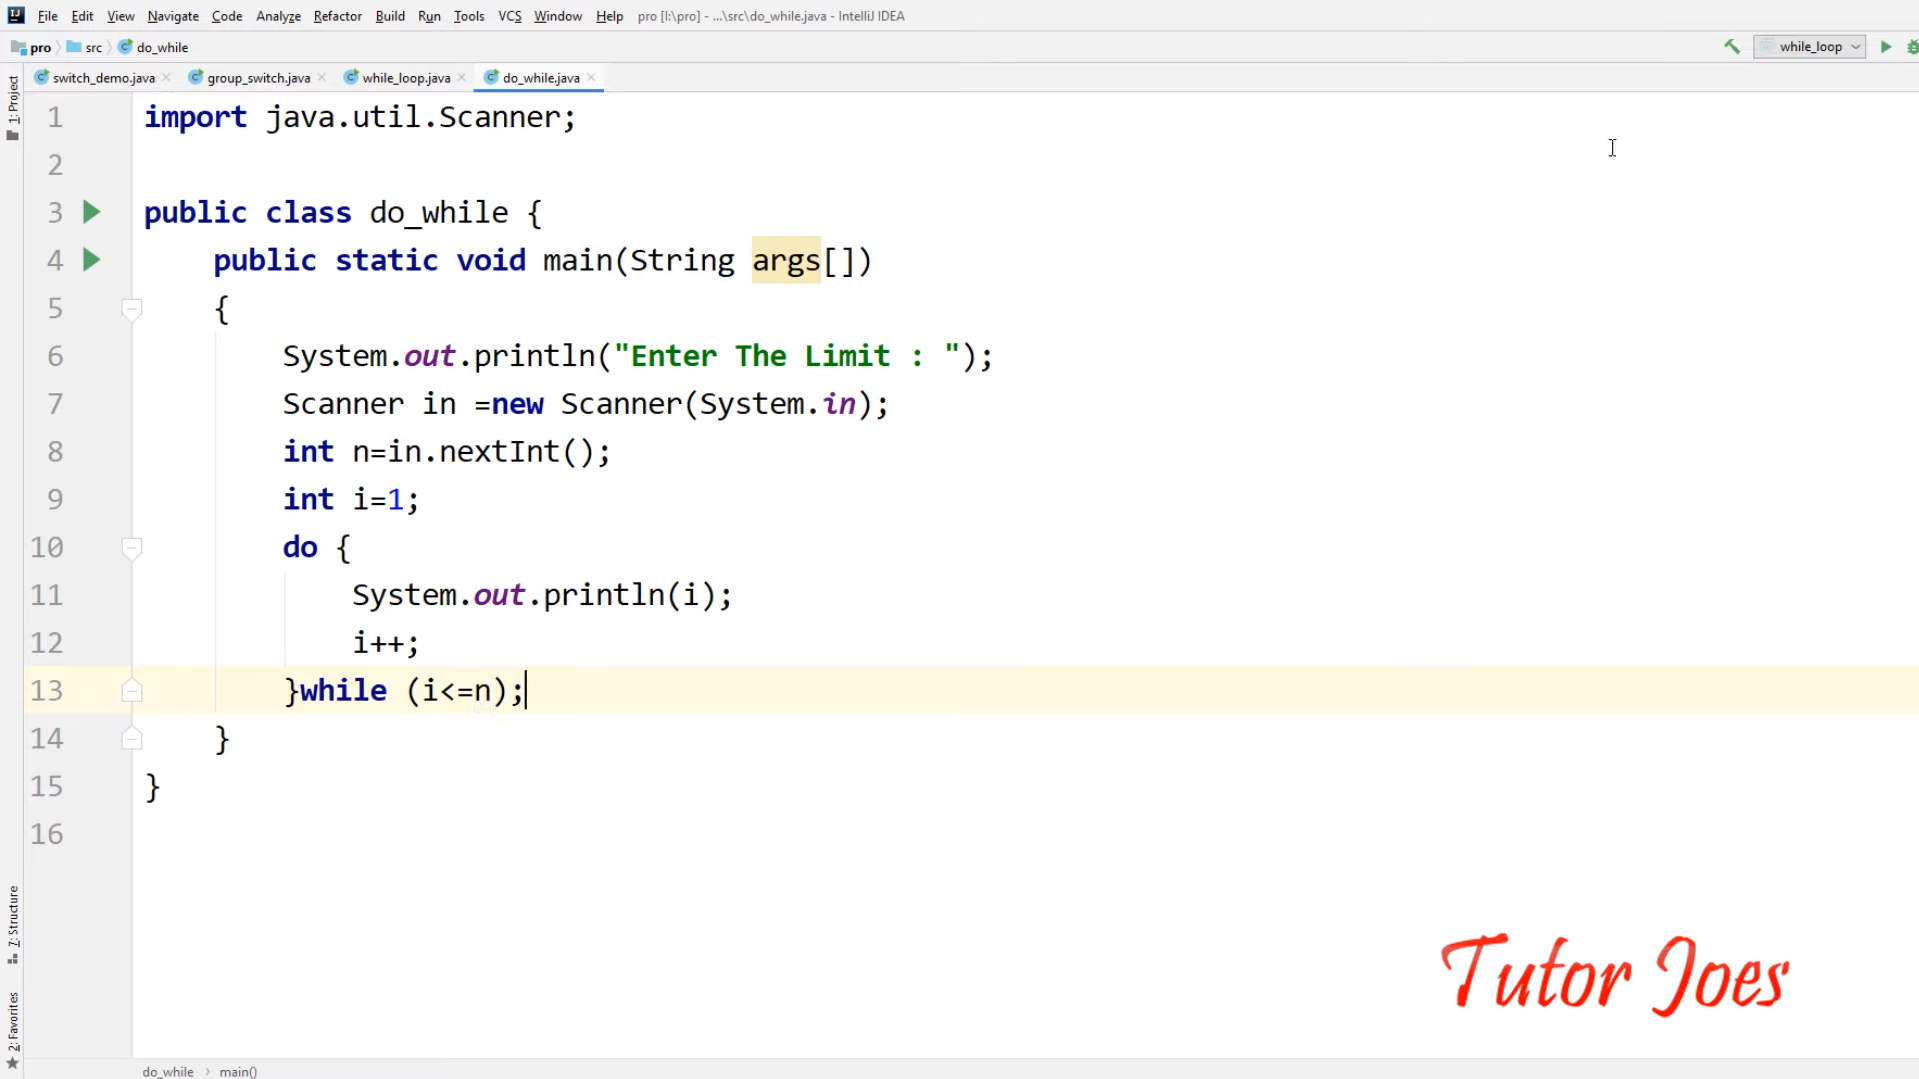 File Edit View Navigate Code Analyze Refactor Build Run Tools VCS Window Help pro [I:\pro] - ...\src\do_while.java - IntelliJ IDEA
pro src do_while while_loop
switch_demo.java group_switch.java while_loop.java do_while.java
1: Project
1 import java.util.Scanner;
2
3 public class do_while {
4 public static void main(String args[])
5 {
6 System.out.println("Enter The Limit : ");
7 Scanner in =new Scanner(System.in);
8 int n=in.nextInt();
9 int i=1;
10 do {
11 System.out.println(i);
12 i++;
13 }while (i<=n);
14 }
15 }
16
7: Structure
2: Favorites
Tutor Joes
do_while main()